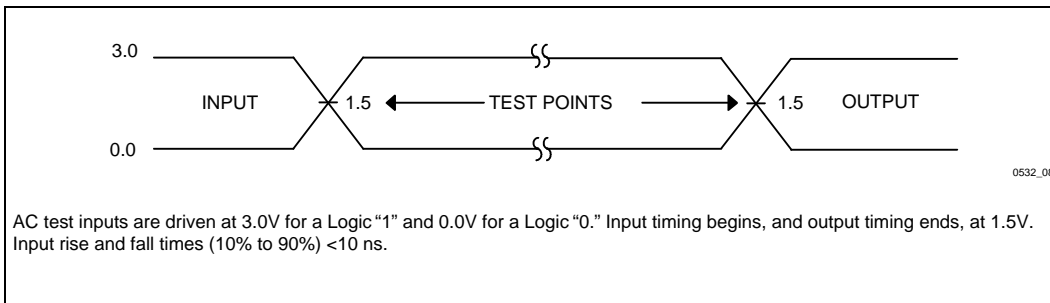 3.0
INPUT 1.5 TEST POINTS 1.5 OUTPUT
0.0
0532_08
AC test inputs are driven at 3.0V for a Logic “1” and 0.0V for a Logic “0.” Input timing begins, and output timing ends, at 1.5V.
Input rise and fall times (10% to 90%) <10 ns.